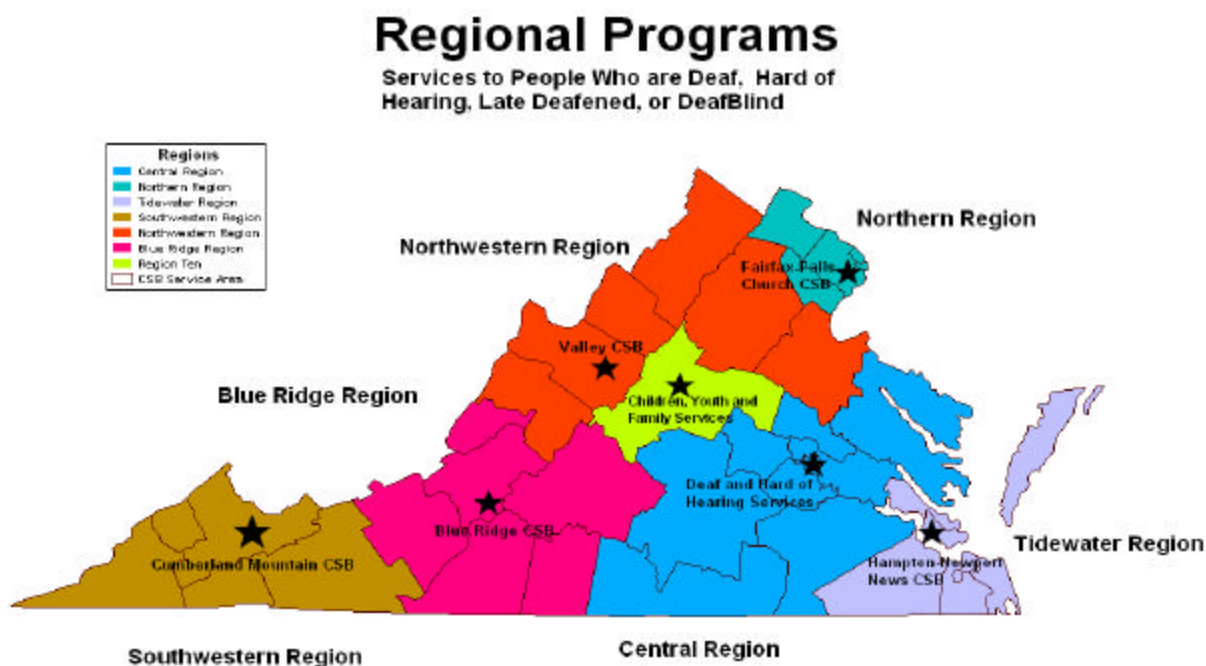 Regional Programs
Services to People Who are Deaf, Hard of
Hearing, Late Deafened, or DeafBlind
Regions
Central Region
Northern Region
Tidewater Region
Southwestern Region
Northwestern Region
Blue Ridge Region
Region Ten
CSB Service Area
Northern Region
Northwestern Region
Fairfax-Falls
Church CSB
Valley CSB
Blue Ridge Region
Children, Youth and
Family Services
Deaf and Hard of
Hearing Services
Blue Ridge CSB
Tidewater Region
Cumberland Mountain CSB
Hampton-Newport
News CSB
Central Region
Southwestern Region